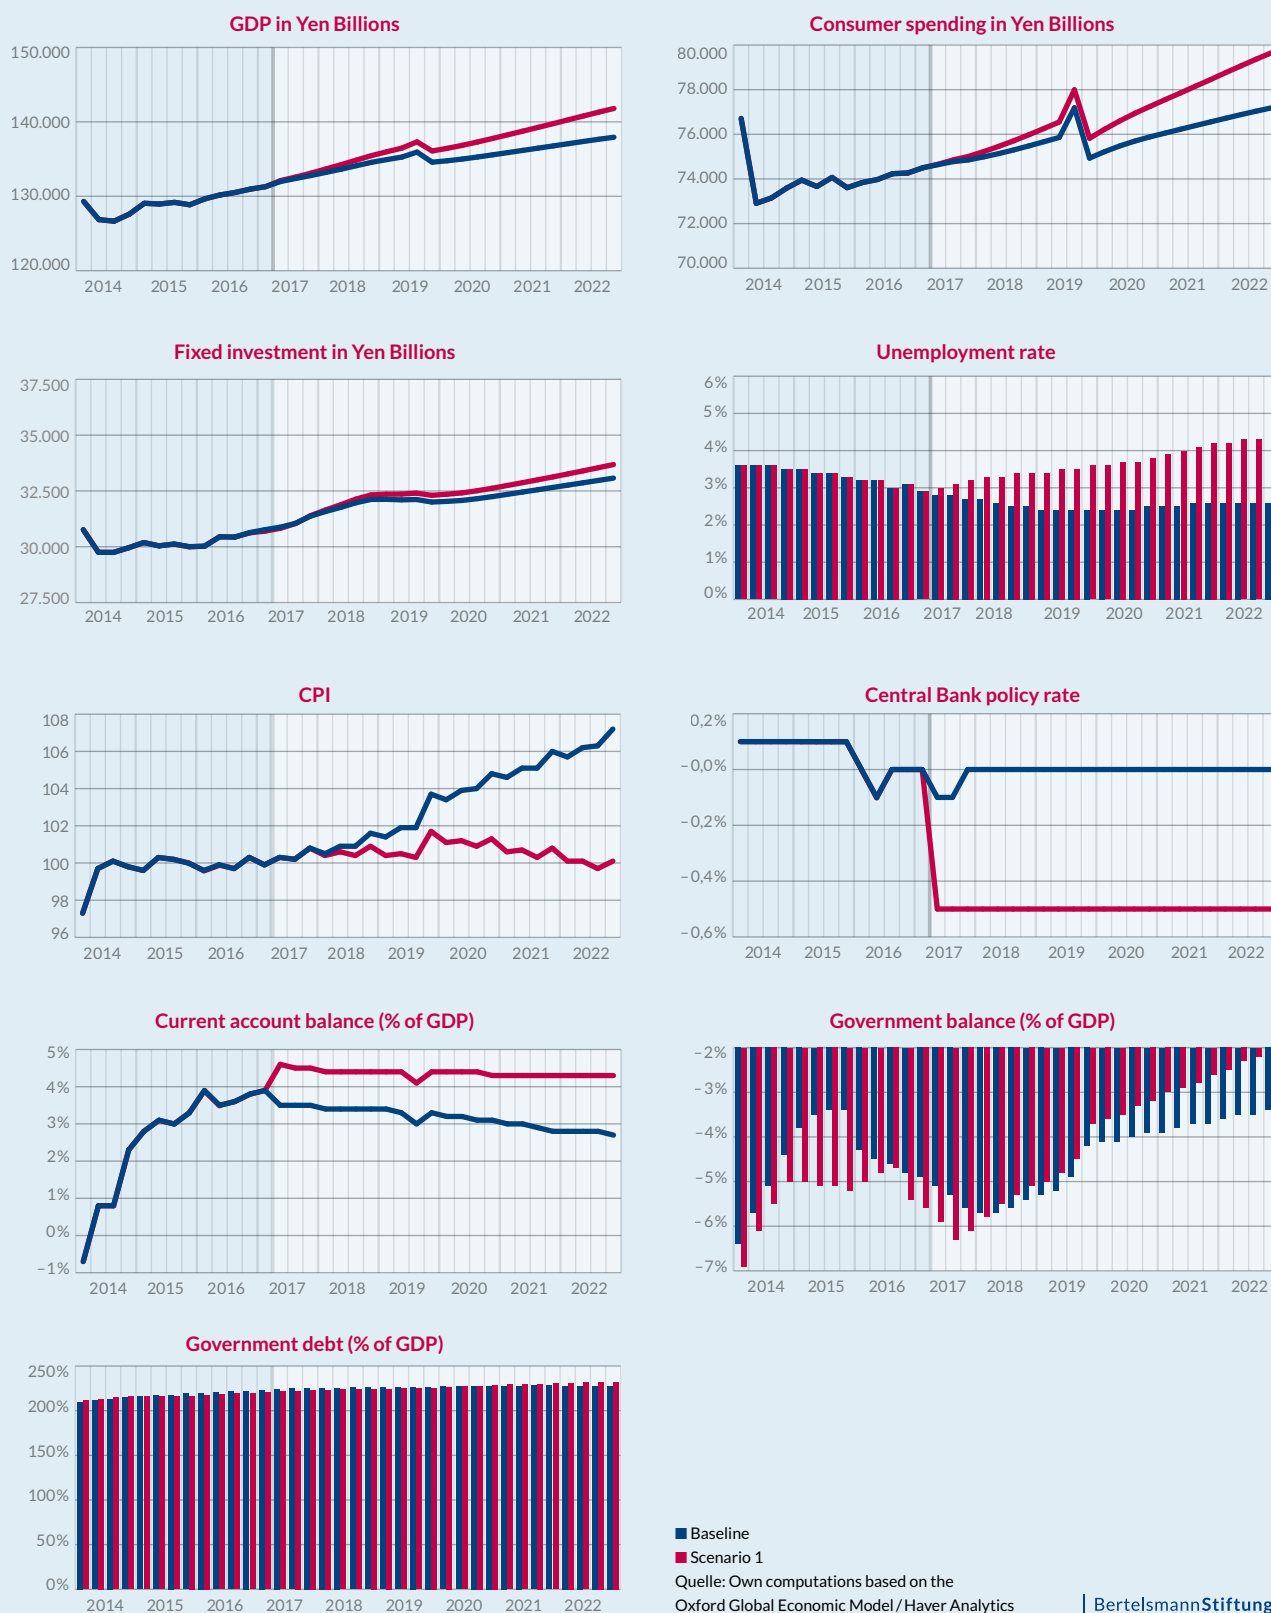 GDP in Yen Billions
150.000
140.000
130.000
120.000
2014 2015 2016 2017 2018 2019 2020 2021 2022
Consumer spending in Yen Billions
80.000
78.000
76.000
74.000
72.000
70.000
2014 2015 2016 2017 2018 2019 2020 2021 2022
Fixed investment in Yen Billions
37.500
35.000
32.500
30.000
27.500
2014 2015 2016 2017 2018 2019 2020 2021 2022
Unemployment rate
6%
5%
4%
3%
2%
1%
0%
2014 2015 2016 2017 2018 2019 2020 2021 2022
CPI
108
106
104
102
100
98
96
2014 2015 2016 2017 2018 2019 2020 2021 2022
Central Bank policy rate
0,2%
−0,0%
−0,2%
−0,4%
−0,6%
2014 2015 2016 2017 2018 2019 2020 2021 2022
Current account balance (% of GDP)
5%
4%
3%
2%
1%
0%
−1%
2014 2015 2016 2017 2018 2019 2020 2021 2022
Government balance (% of GDP)
−2%
−3%
−4%
−5%
−6%
−7%
2014 2015 2016 2017 2018 2019 2020 2021 2022
Government debt (% of GDP)
250%
200%
150%
100%
50%
0%
2014 2015 2016 2017 2018 2019 2020 2021 2022
Baseline
Scenario 1
Quelle: Own computations based on the
Oxford Global Economic Model / Haver Analytics
BertelsmannStiftung